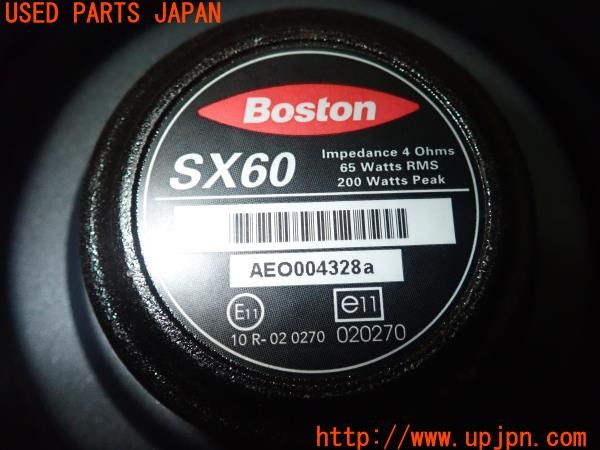 USED PARTS JAPAN
Boston
SX60
Impedance 4 Ohms
65 Watts RMS
200 Watts Peak
AEO004328a
E11
e11
10 R- 02 0270
020270
http://www.upjpn.com